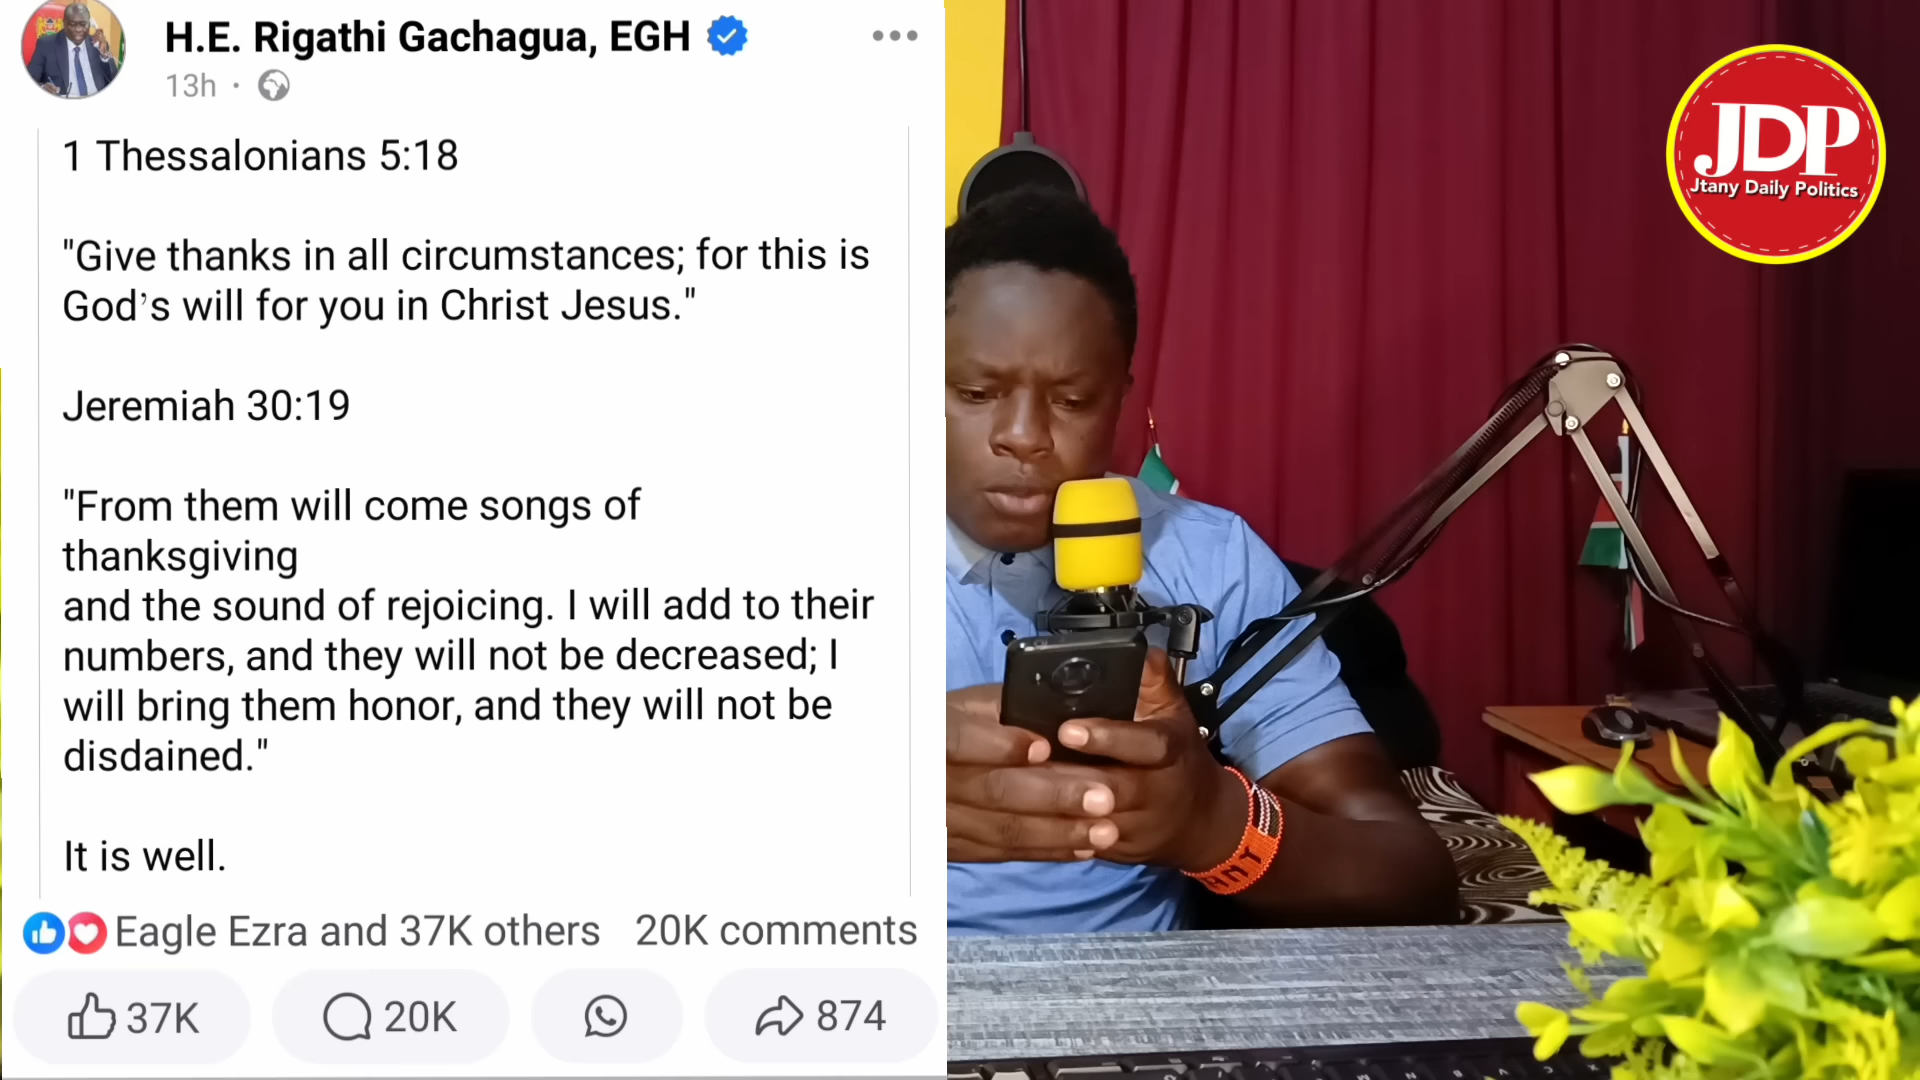 H.E. Rigathi Gachagua, EGH
13h ·
1 Thessalonians 5:18
"Give thanks in all circumstances; for this is
God's will for you in Christ Jesus."
Jeremiah 30:19
"From them will come songs of
thanksgiving
and the sound of rejoicing. I will add to their
numbers, and they will not be decreased; I
will bring them honor, and they will not be
disdained."
It is well.
Eagle Ezra and 37K others 20K comments
37K 20K 874
JDP
Jtany Daily Politics